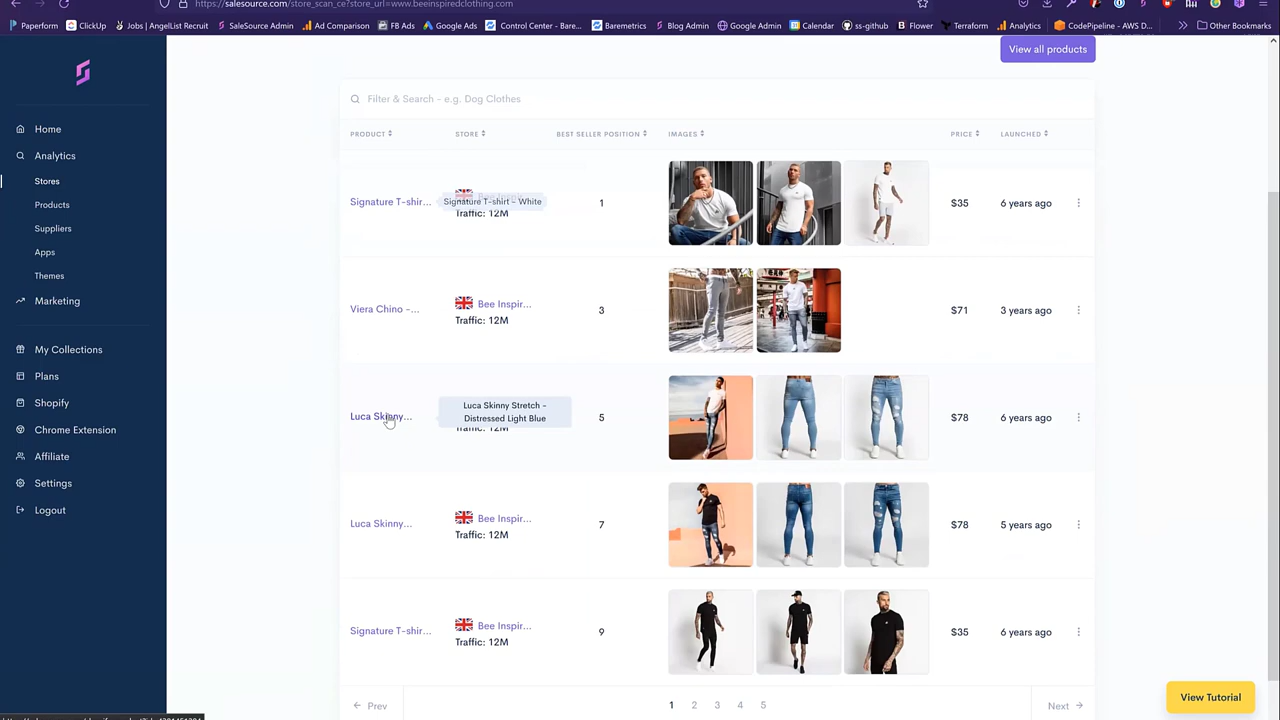 https://salesource.com/store_scan_ce?store_url=www.beeinspiredclothing.com
Paperform ClickUp Jobs | AngelList Recruit SaleSource Admin Ad Comparison FB Ads Google Ads Control Center - Bare... Baremetrics Blog Admin Google Admin Calendar ss-github Flower Terraform Analytics CodePipeline - AWS D... Other Bookmarks
View all products
Home
Analytics
Stores
Products
Suppliers
Apps
Themes
Marketing
My Collections
Plans
Shopify
Chrome Extension
Affiliate
Settings
Logout
Filter & Search - e.g. Dog Clothes
PRODUCT STORE BEST SELLER POSITION IMAGES PRICE LAUNCHED
Signature T-shir... Signature T-shirt - White 1 $35 6 years ago
Traffic: 12M
Viera Chino -... Bee Inspir... 3 $71 3 years ago
Traffic: 12M
Luca Skinny... Luca Skinny Stretch - 5 $78 6 years ago
Distressed Light Blue
Traffic: 12M
Luca Skinny... Bee Inspir... 7 $78 5 years ago
Traffic: 12M
Signature T-shir... Bee Inspir... 9 $35 6 years ago
Traffic: 12M
Prev 1 2 3 4 5 Next
View Tutorial